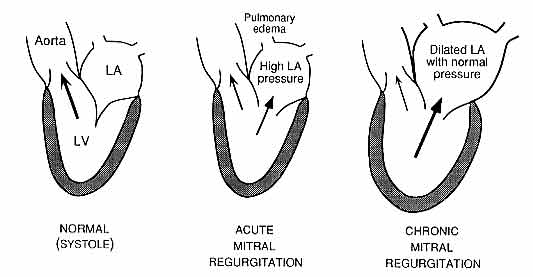 Aorta
LA
LV
NORMAL
(SYSTOLE)
Pulmonary
edema
High LA
pressure
ACUTE
MITRAL
REGURGITATION
Dilated LA
with normal
pressure
CHRONIC
MITRAL
REGURGITATION